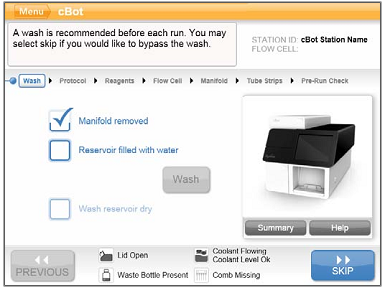 Menu cBot
A wash is recommended before each run. You may
select skip if you would like to bypass the wash.
STATION ID: cBot Station Name
FLOW CELL:
Wash Protocol Reagents Flow Cell Manifold Tube Strips Pre-Run Check
Manifold removed
Reservoir filled with water
Wash
Wash reservoir dry
Summary Help
PREVIOUS
Lid Open
Waste Bottle Present
Coolant Flowing
Coolant Level Ok
Comb Missing
SKIP